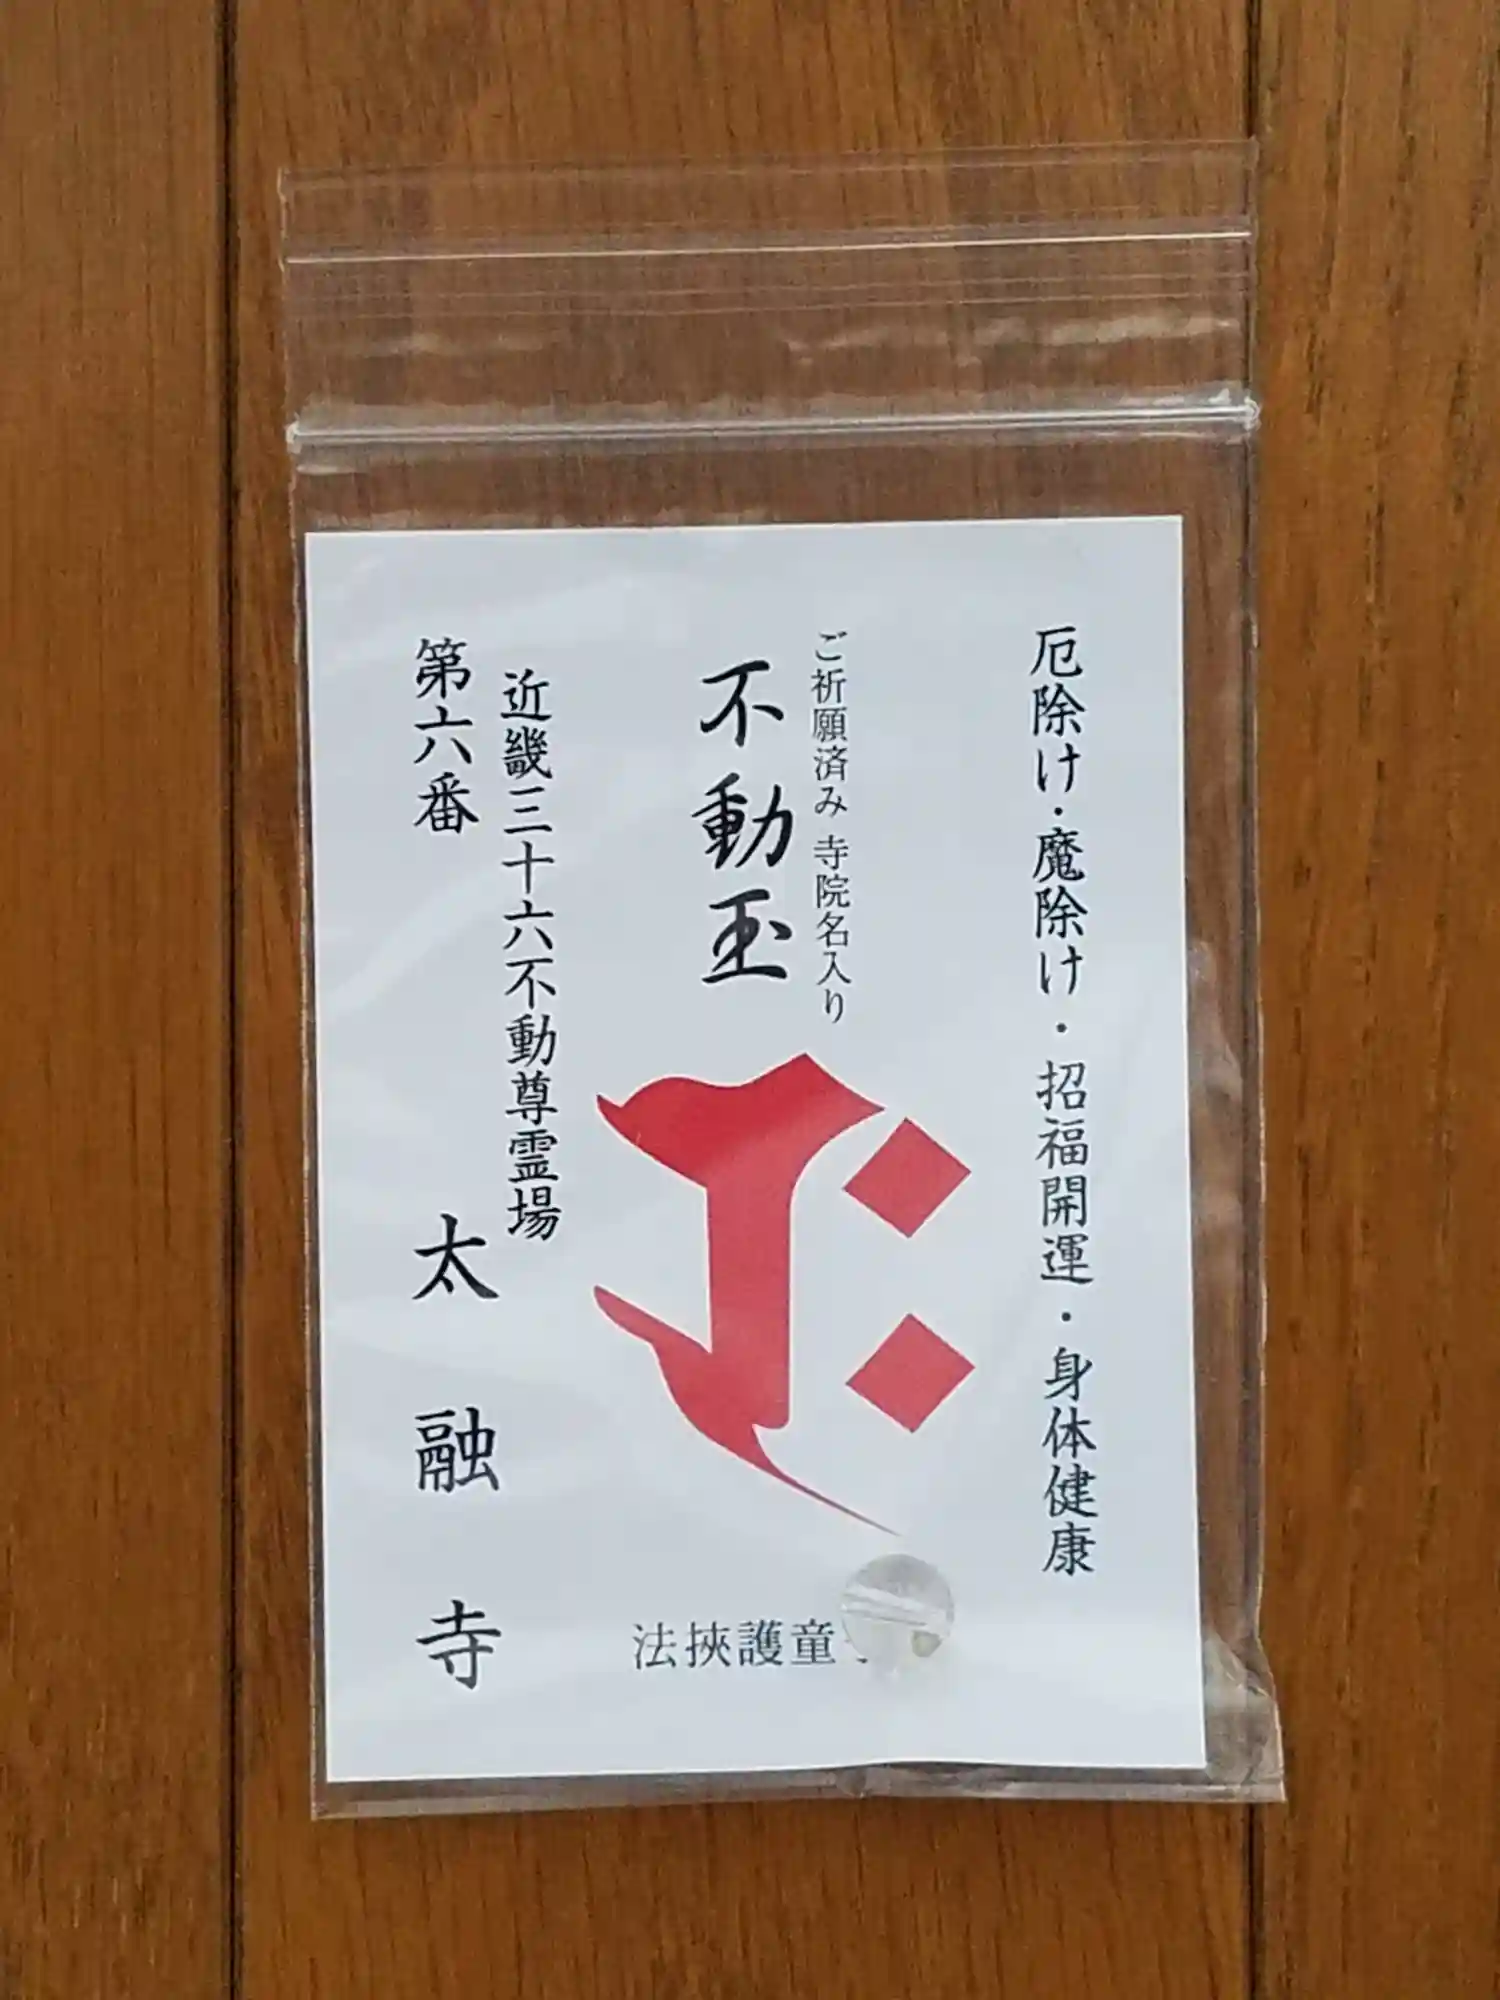 厄除け・魔除け・招福開運・身体健康
ご祈願済み 寺院名入り
不動玉
近畿三十六不動尊霊場
第六番
太融寺
法挾護童